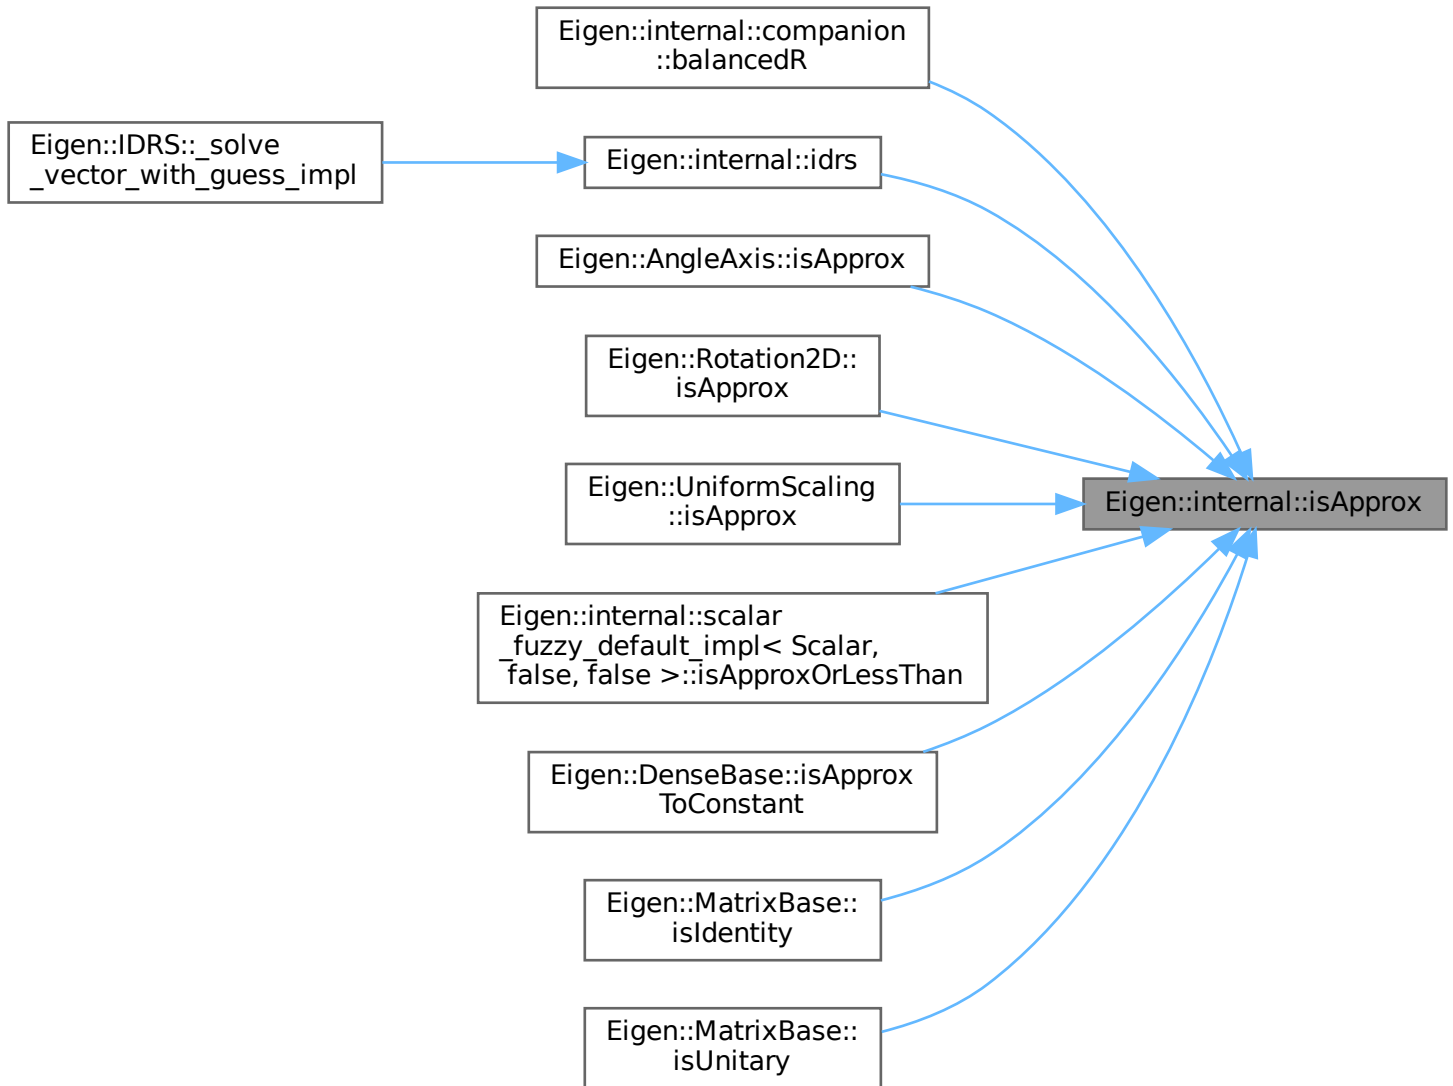 Eigen::internal::companion
::balancedR
Eigen::IDRS::_solve
_vector_with_guess_impl
Eigen::internal::idrs
Eigen::AngleAxis::isApprox
Eigen::Rotation2D::
isApprox
Eigen::UniformScaling
::isApprox
Eigen::internal::isApprox
Eigen::internal::scalar
_fuzzy_default_impl< Scalar,
false, false >::isApproxOrLessThan
Eigen::DenseBase::isApprox
ToConstant
Eigen::MatrixBase::
isIdentity
Eigen::MatrixBase::
isUnitary